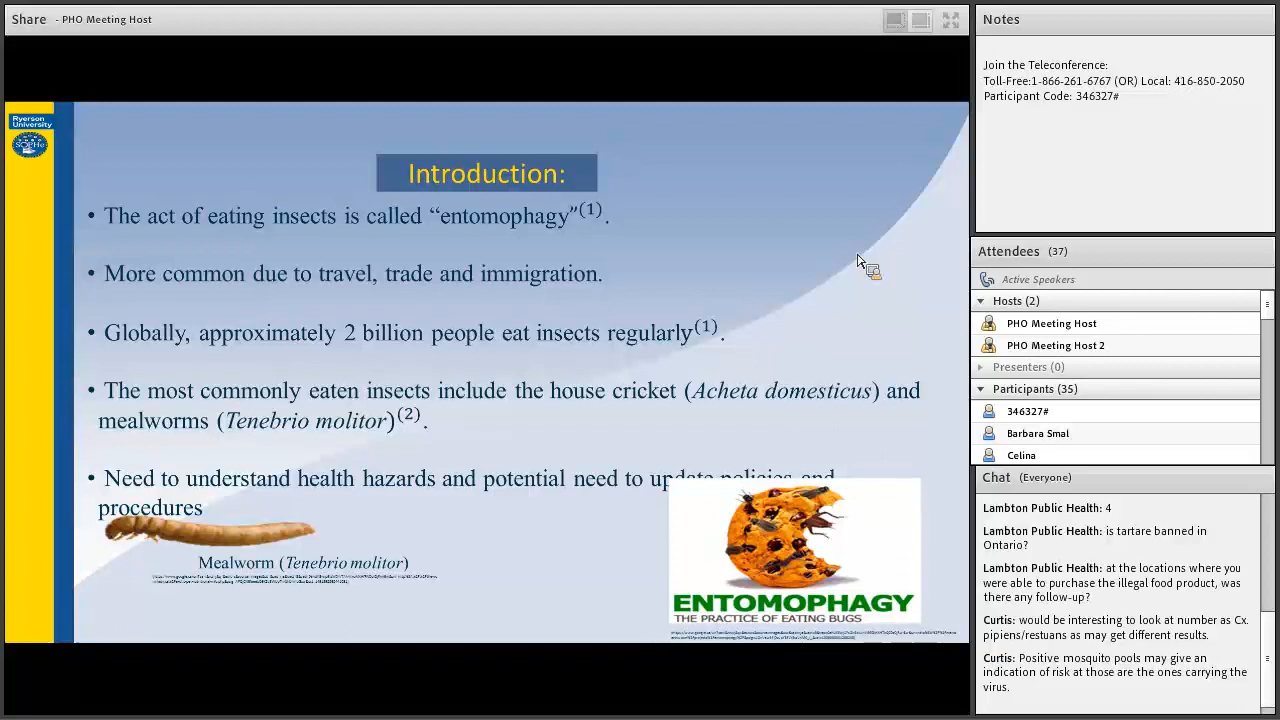 Share - PHO Meeting Host
Ryerson
University
SOPHe
Introduction:
• The act of eating insects is called “entomophagy”(1).
• More common due to travel, trade and immigration.
• Globally, approximately 2 billion people eat insects regularly(1).
• The most commonly eaten insects include the house cricket (Acheta domesticus) and
mealworms (Tenebrio molitor)(2).
• Need to understand health hazards and potential need to update policies and
procedures
Mealworm (Tenebrio molitor)
ENTOMOPHAGY
THE PRACTICE OF EATING BUGS
Notes
Join the Teleconference:
Toll-Free:1-866-261-6767 (OR) Local: 416-850-2050
Participant Code: 346327#
Attendees (37)
Active Speakers
Hosts (2)
PHO Meeting Host
PHO Meeting Host 2
Presenters (0)
Participants (35)
346327#
Barbara Smal
Celina
Chat (Everyone)
Lambton Public Health: 4
Lambton Public Health: is tartare banned in
Ontario?
Lambton Public Health: at the locations where you
were able to purchase the illegal food product, was
there any follow-up?
Curtis: would be interesting to look at number as Cx.
pipiens/restuans as may get different results.
Curtis: Positive mosquito pools may give an
indication of risk at those are the ones carrying the
virus.